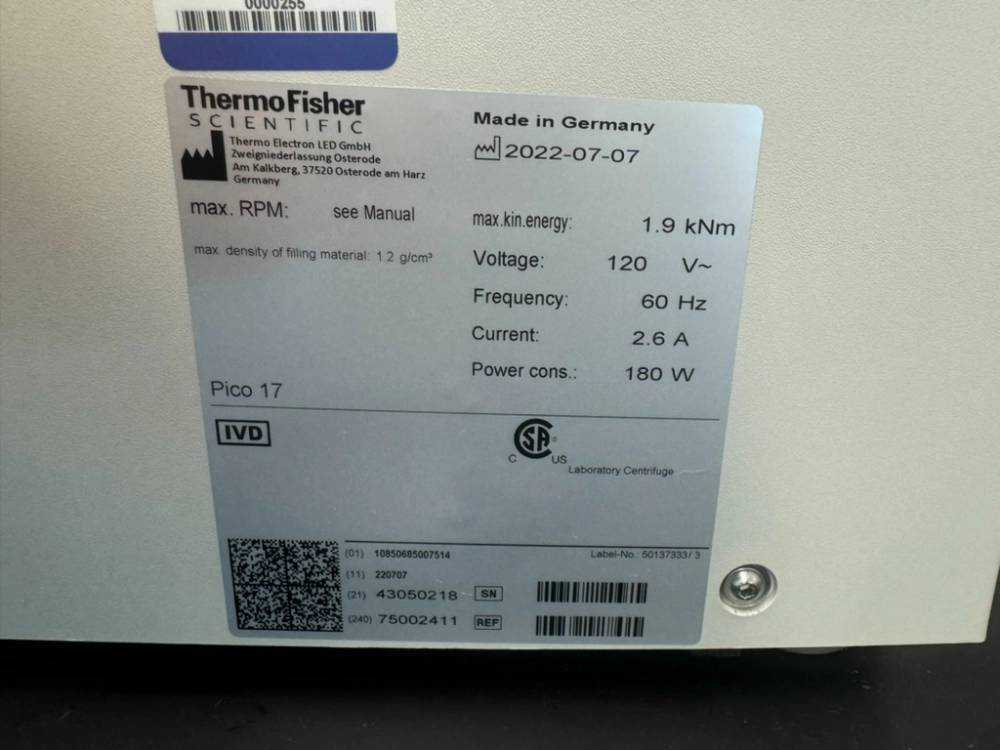 0000255
ThermoFisher
SCIENTIFIC
Thermo Electron LED GmbH
Zweigniederlassung Osterode
Am Kalkberg, 37520 Osterode am Harz
Germany
Made in Germany
2022-07-07
max. RPM: see Manual
max. density of filling material: 1.2 g/cm³
max.kin.energy: 1.9 kNm
Voltage: 120 V~
Frequency: 60 Hz
Current: 2.6 A
Power cons.: 180 W
Pico 17
IVD
CSA®
C US
Laboratory Centrifuge
(01) 10850685007514
Label-No. 50137333/ 3
(11) 220707
(21) 43050218 SN
(240) 75002411 REF